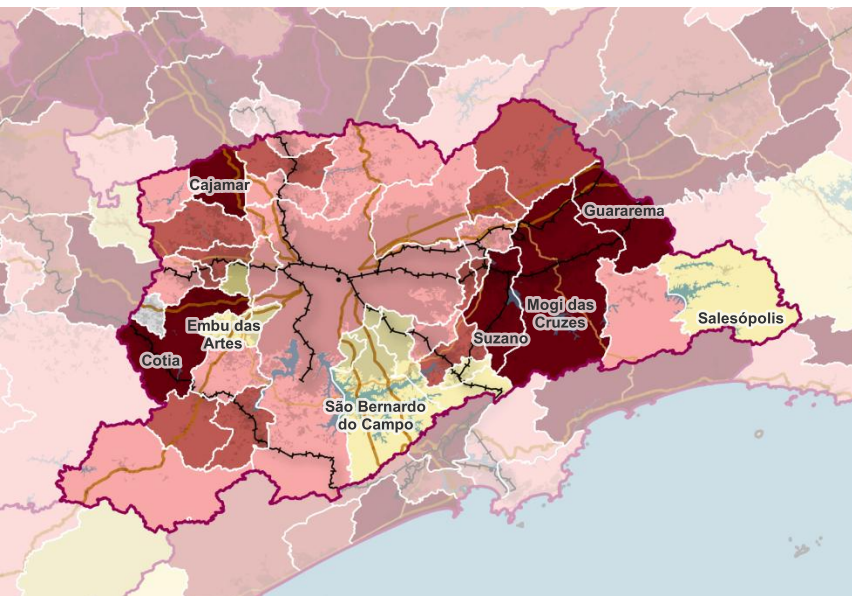 Cajamar
Guararema
Embu das
Artes
Mogi das
Cruzes
Salesópolis
Suzano
Cotia
São Bernardo
do Campo